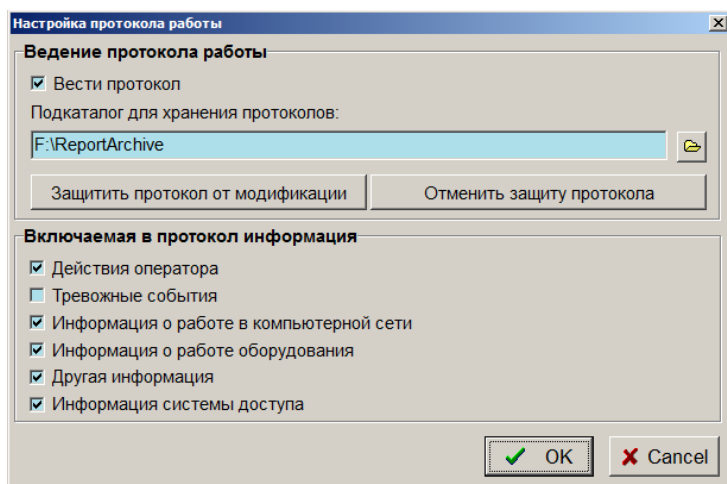 Настройка протокола работы
Ведение протокола работы
Вести протокол
Подкаталог для хранения протоколов:
F:\ReportArchive
Защитить протокол от модификации
Отменить защиту протокола
Включаемая в протокол информация
Действия оператора
Тревожные события
Информация о работе в компьютерной сети
Информация о работе оборудования
Другая информация
Информация системы доступа
OK
Cancel